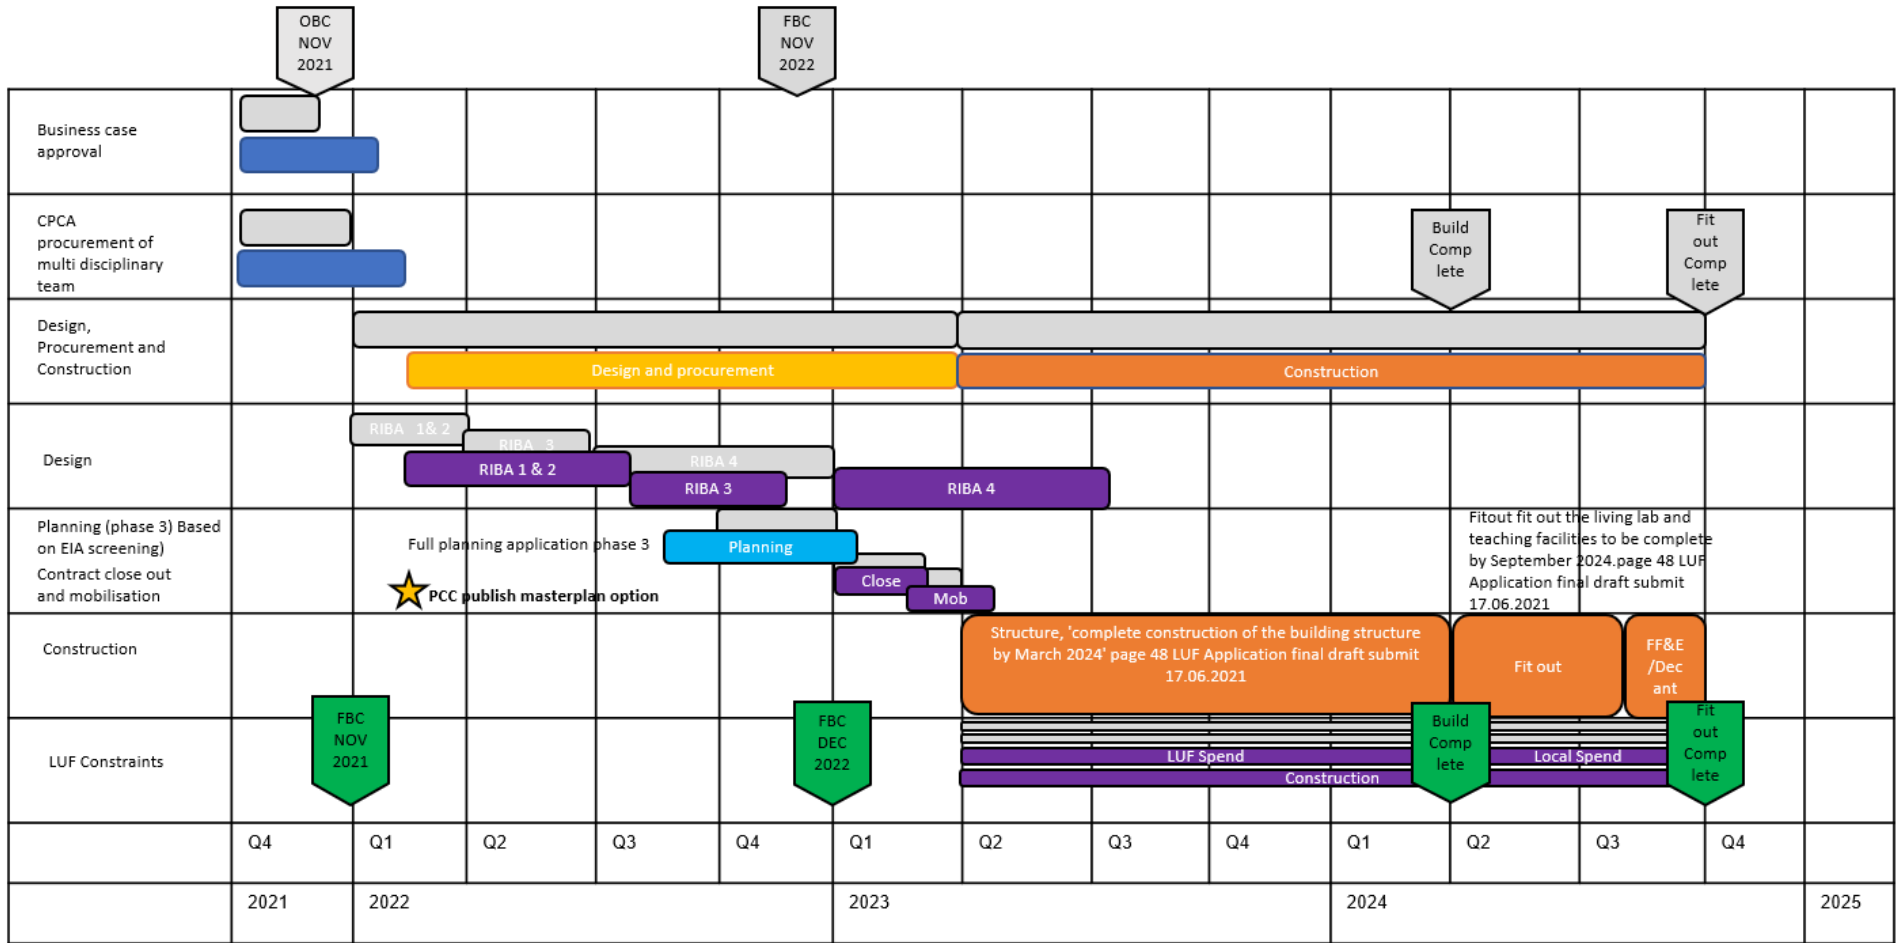 OBC
NOV
2021
FBC
NOV
2022
Business case
approval
CPCA
procurement of
multi disciplinary
team
Build
Comp
lete
Fit
out
Comp
lete
Design,
Procurement and
Construction
Design and procurement
Construction
Design
RIBA 1& 2
RIBA 3
RIBA 4
RIBA 1 & 2
RIBA 3
RIBA 4
Planning (phase 3) Based
on EIA screening)
Contract close out
and mobilisation
Full planning application phase 3
Planning
PCC publish masterplan option
Close
Mob
Fitout fit out the living lab and
teaching facilities to be complete
by September 2024.page 48 LUF
Application final draft submit
17.06.2021
Construction
Structure, 'complete construction of the building structure
by March 2024' page 48 LUF Application final draft submit
17.06.2021
Fit out
FF&E
/Dec
ant
LUF Constraints
FBC
NOV
2021
FBC
DEC
2022
LUF Spend
Construction
Build
Comp
lete
Local Spend
Fit
out
Comp
lete
Q4 Q1 Q2 Q3 Q4 Q1 Q2 Q3 Q4 Q1 Q2 Q3 Q4
2021 2022 2023 2024 2025